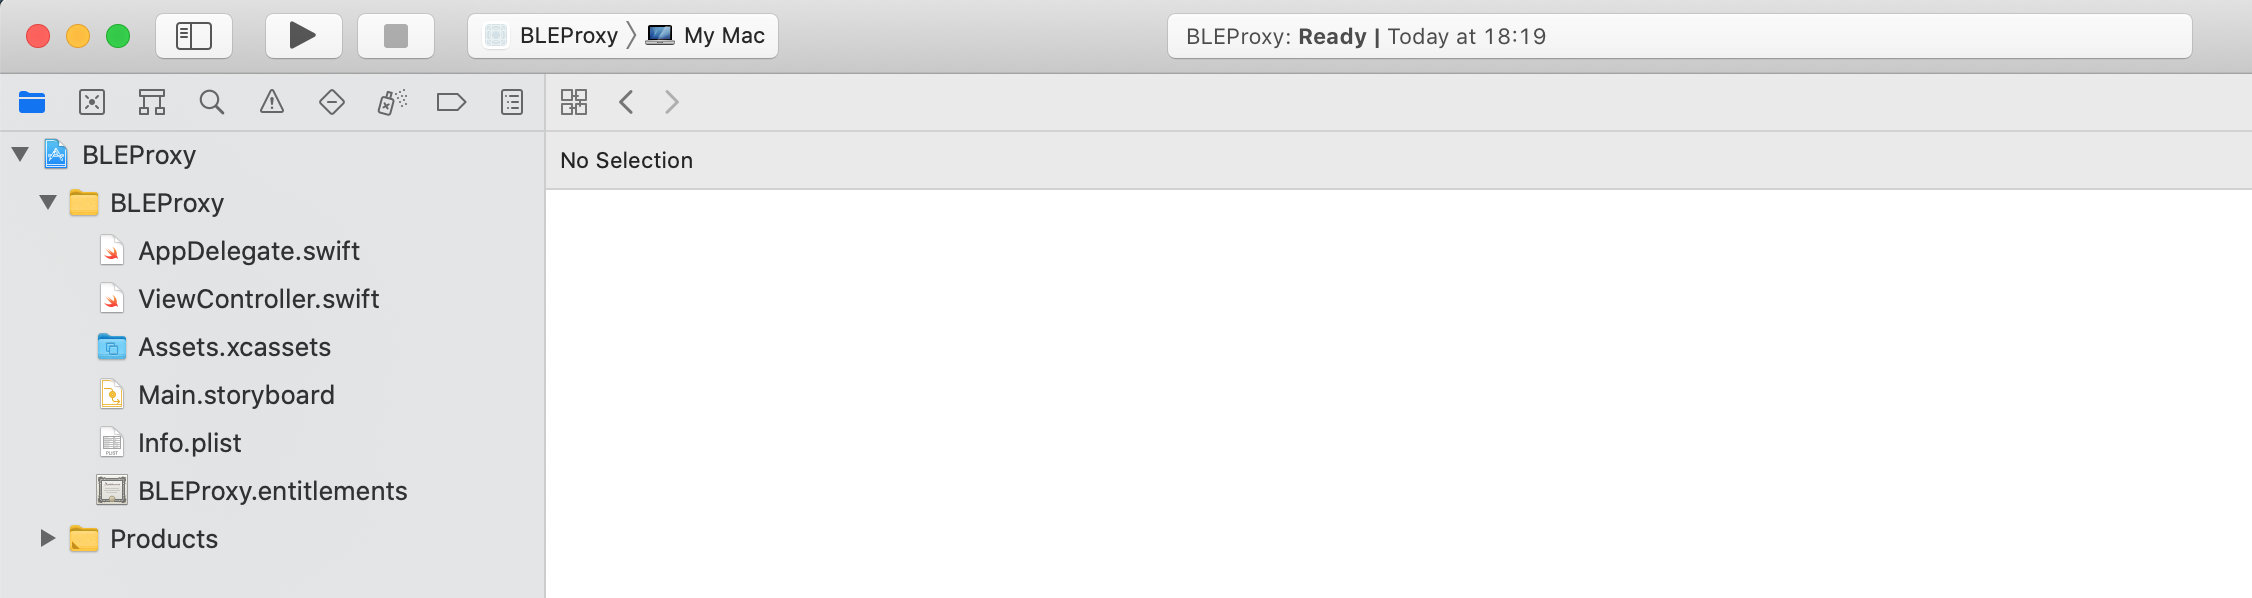 BLEProxy 〉 My Mac
BLEProxy: Ready | Today at 18:19
No Selection
BLEProxy
BLEProxy
AppDelegate.swift
ViewController.swift
Assets.xcassets
Main.storyboard
Info.plist
BLEProxy.entitlements
Products